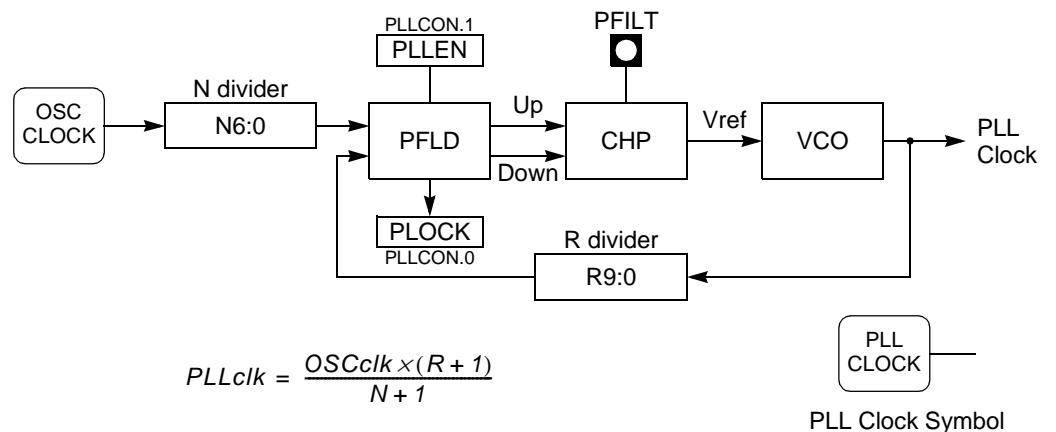 PLLCON.1
PFILT
PLLEN
N divider
OSC
CLOCK
N6:0
PFLD
Up
Down
CHP
Vref
VCO
PLL
Clock
PLOCK
PLLCON.0
R divider
R9:0
PLLclk = OSCclk × (R + 1)
N + 1
PLL
CLOCK
PLL Clock Symbol